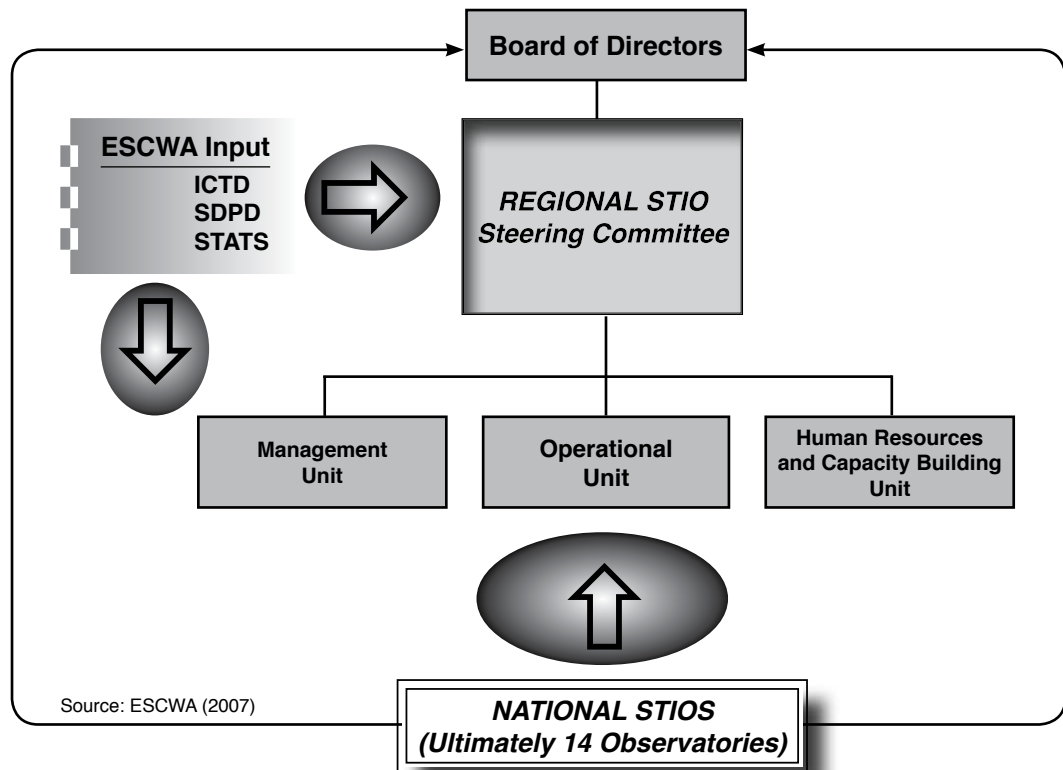 Board of Directors
ESCWA Input
ICTD
SDPD
STATS
REGIONAL STIO
Steering Committee
Management
Unit
Operational
Unit
Human Resources
and Capacity Building
Unit
Source: ESCWA (2007)
NATIONAL STIOS
(Ultimately 14 Observatories)